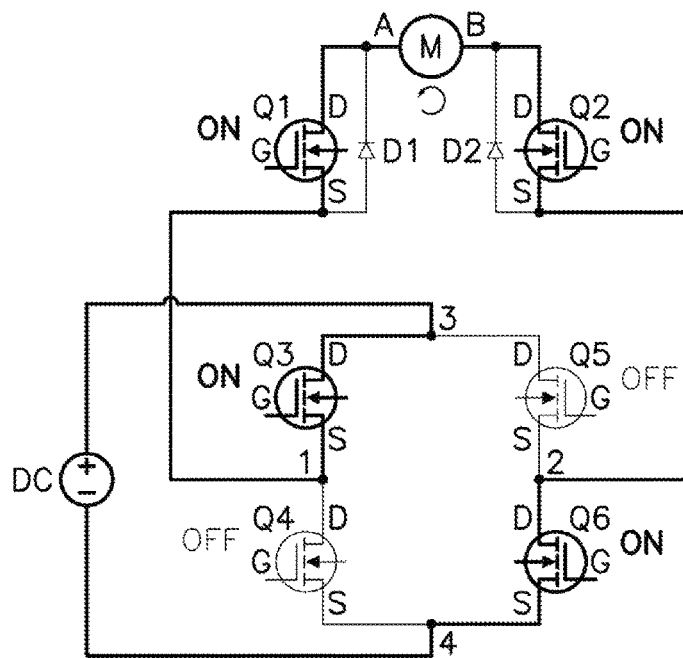 A M B
Q1 D D Q2
ON G D1 D2 G ON
S S
3
Q3 D D Q5
ON G G OFF
S S
1 2
DC + −
Q4 D D Q6
OFF G G ON
S S
4